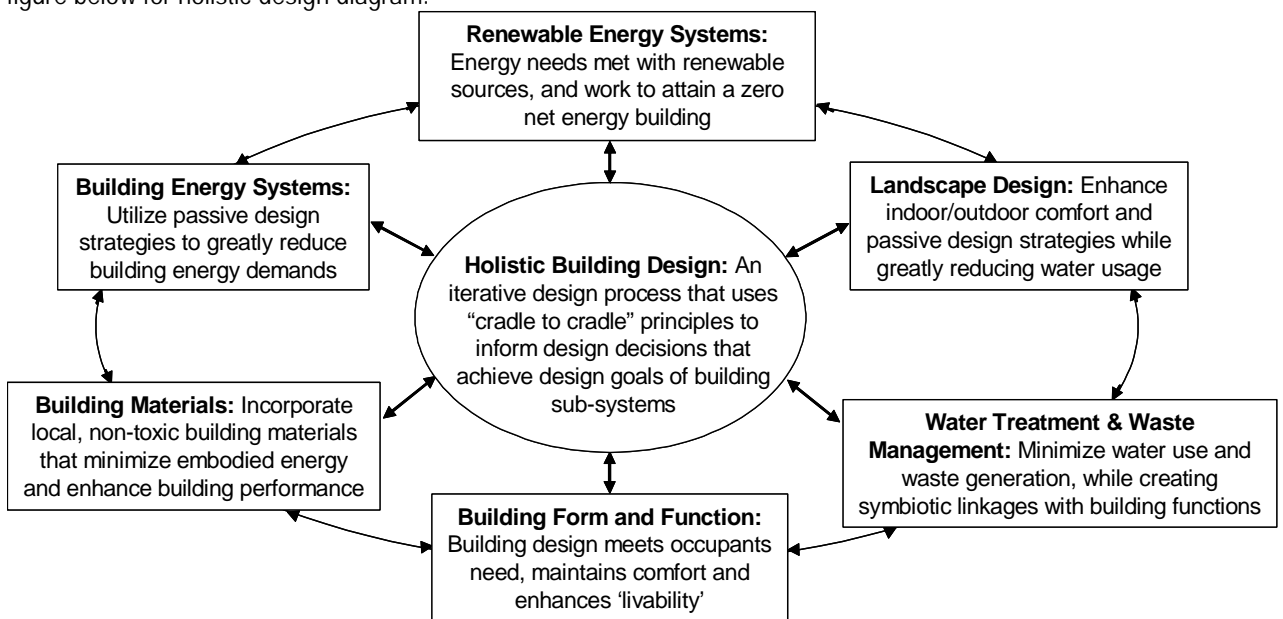 figure below for holistic design diagram.
Renewable Energy Systems:
Energy needs met with renewable
sources, and work to attain a zero
net energy building
Building Energy Systems:
Utilize passive design
strategies to greatly reduce
building energy demands
Landscape Design: Enhance
indoor/outdoor comfort and
passive design strategies while
greatly reducing water usage
Holistic Building Design: An
iterative design process that uses
“cradle to cradle” principles to
inform design decisions that
achieve design goals of building
sub-systems
Building Materials: Incorporate
local, non-toxic building materials
that minimize embodied energy
and enhance building performance
Water Treatment & Waste
Management: Minimize water use and
waste generation, while creating
symbiotic linkages with building functions
Building Form and Function:
Building design meets occupants
need, maintains comfort and
enhances ‘livability’